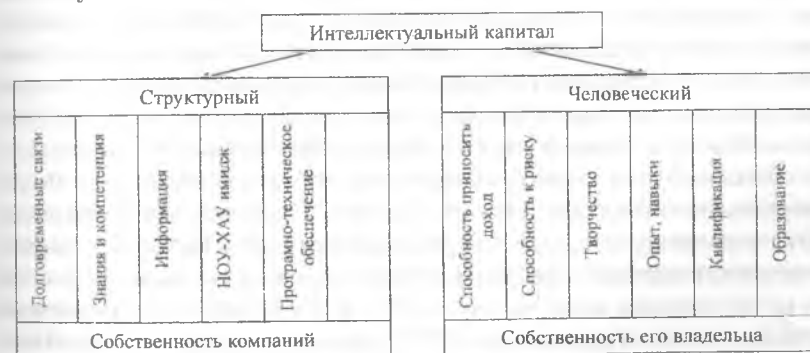 Интеллектуальный капитал
Структурный
Долговременные связи
Знания и компетенция
Информация
НОУ-ХАУ имидж
Програмно-техническое
обеспечение
Собственность компаний
Человеческий
Способность приносить
доход
Способность к риску
Творчество
Опыт, навыки
Квалификация
Образование
Собственность его владельца